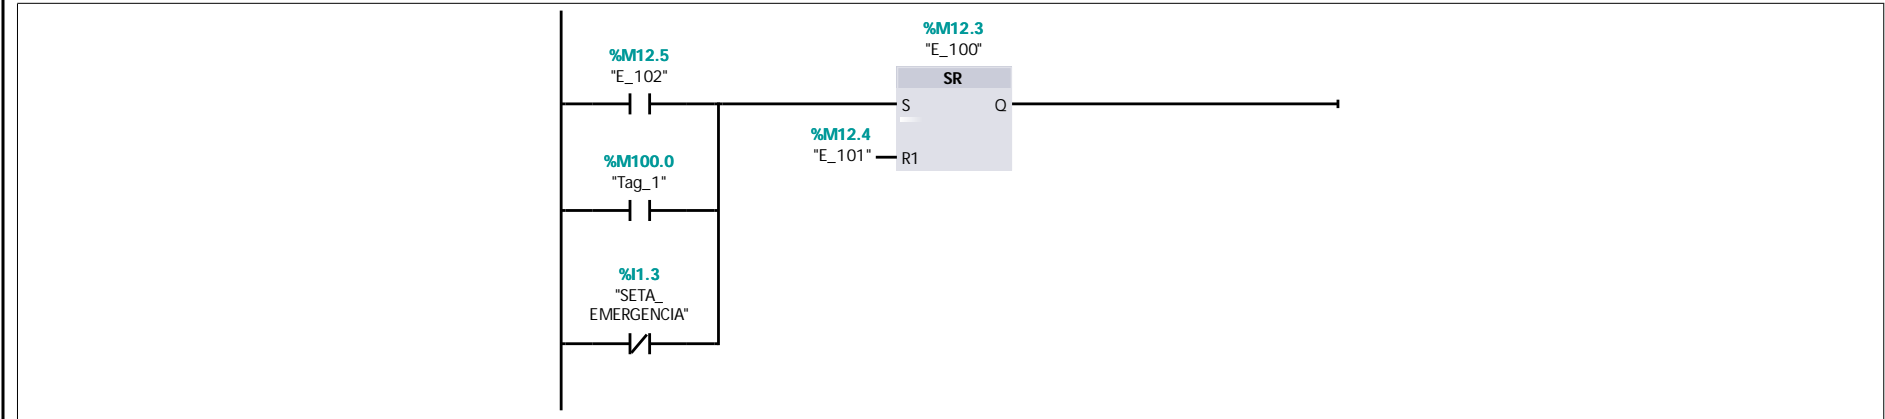 %M12.3
"E_100"
%M12.5
"E_102"
SR
S
Q
%M12.4
"E_101"
R1
%M100.0
"Tag_1"
%I1.3
"SETA_
EMERGENCIA"